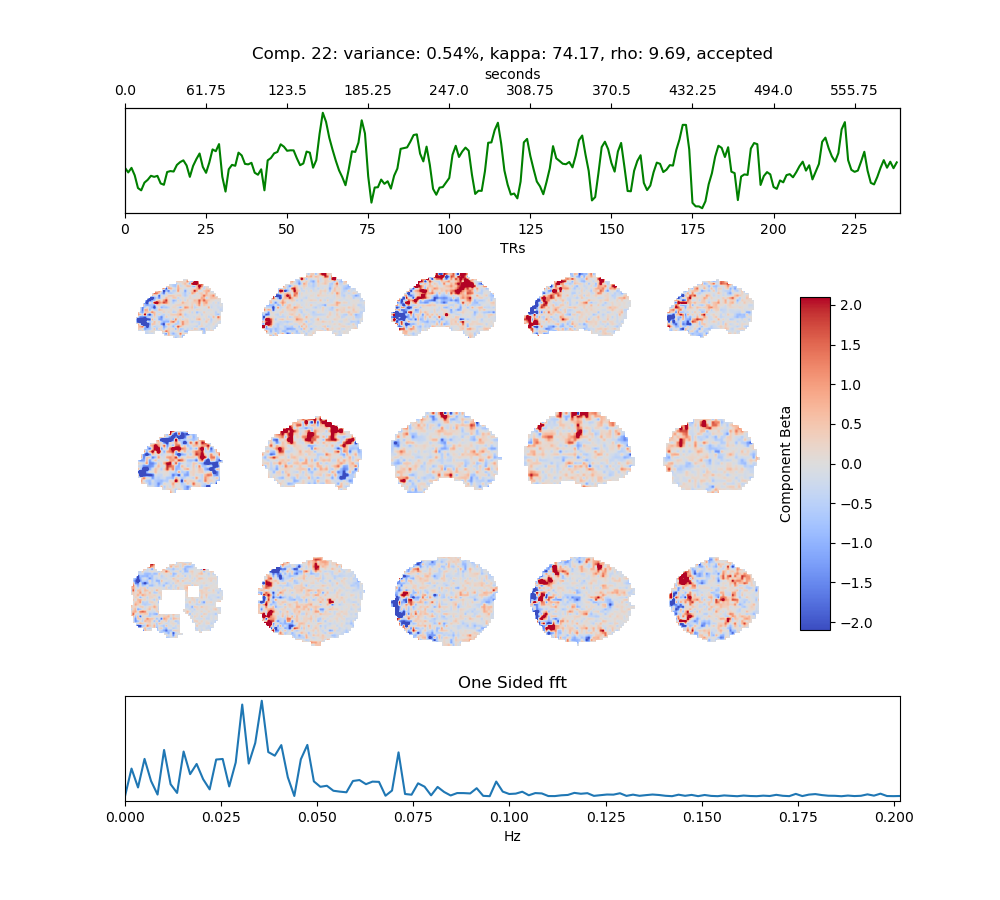 Comp. 22: variance: 0.54%, kappa: 74.17, rho: 9.69, accepted
seconds
0.0 61.75 123.5 185.25 247.0 308.75 370.5 432.25 494.0 555.75
0 25 50 75 100 125 150 175 200 225
TRs
2.0
1.5
1.0
0.5
0.0
−0.5
−1.0
−1.5
−2.0
Component Beta
One Sided fft
0.000 0.025 0.050 0.075 0.100 0.125 0.150 0.175 0.200
Hz